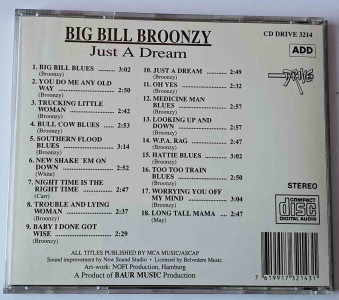 BIG BILL BROONZY
Just A Dream
CD DRIVE 3214
ADD
1. BIG BILL BLUES 3:02
(Broonzy)
2. YOU DO ME ANY OLD
WAY 2:50
(Broonzy)
3. TRUCKING LITTLE
WOMAN 2:42
(Broonzy)
4. BULL COW BLUES 2:53
(Broonzy)
5. SOUTHERN FLOOD
BLUES 3:14
(Broonzy)
6. NEW SHAKE 'EM ON
DOWN 2:52
(White)
7. NIGHT TIME IS THE
RIGHT TIME 2:47
(Carr)
8. TROUBLE AND LYING
WOMAN 2:37
(Broonzy)
9. BABY I DONE GOT
WISE 2:29
(Broonzy)
10. JUST A DREAM 2:49
(Broonzy)
11. OH YES 2:32
(Broonzy)
12. MEDICINE MAN
BLUES 2:57
(Broonzy)
13. LOOKING UP AND
DOWN 2:57
(Broonzy)
14. W.P.A. RAG 2:47
(Broonzy)
15. HATTIE BLUES 3:02
(Broonzy)
16. TOO TOO TRAIN
BLUES 2:50
(Broonzy)
17. WORRYING YOU OFF
MY MIND 3:04
(Broonzy)
18. LONG TALL MAMA 2:47
(May)
STEREO
COMPACT
disc
DIGITAL AUDIO
ALL TITLES PUBLISHED BY MCA MUSIC/ASCAP
Sound improvement by New Sound Studio - Licensed by Belvedere Music
Art-work: NOFI Production, Hamburg
A Product of BAUR MUSIC Production
7 619917 321431